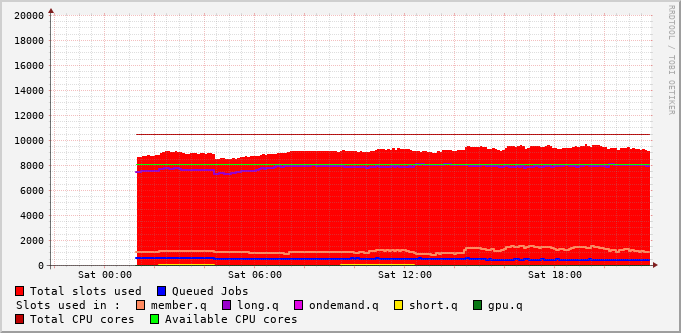 20000
18000
16000
14000
12000
10000
8000
6000
4000
2000
0
Sat 00:00 Sat 06:00 Sat 12:00 Sat 18:00
Total slots used Queued Jobs
Slots used in : member.q long.q ondemand.q short.q gpu.q
Total CPU cores Available CPU cores
RRDTOOL / TOBI OETIKER